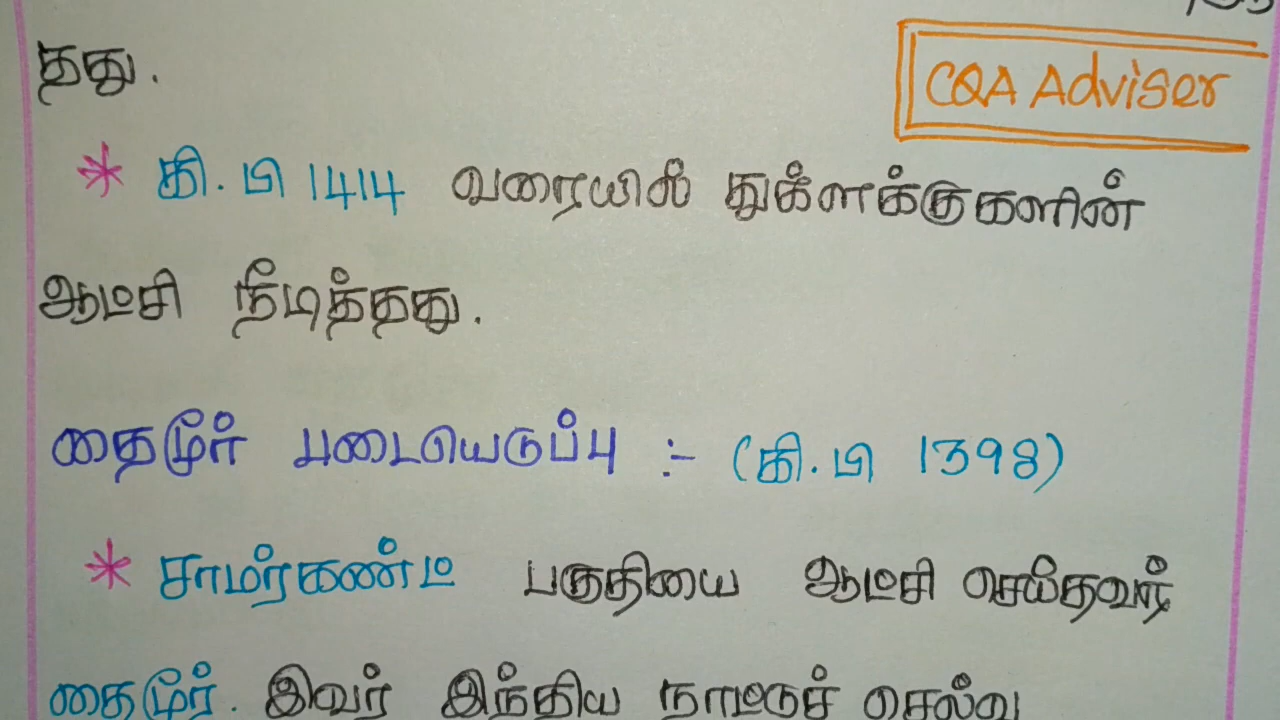 தது.
CQA Adviser
* கி.பி 1414 வரையில் துக்ளக்குகளின்
ஆட்சி நீடித்தது.
தைமூர் படையெடுப்பு :- (கி.பி 1398)
* சாமர்கண்ட் பகுதியை ஆட்சி செய்தவர்
தைமூர். இவர் இந்திய நாட்டுச் செல்வ